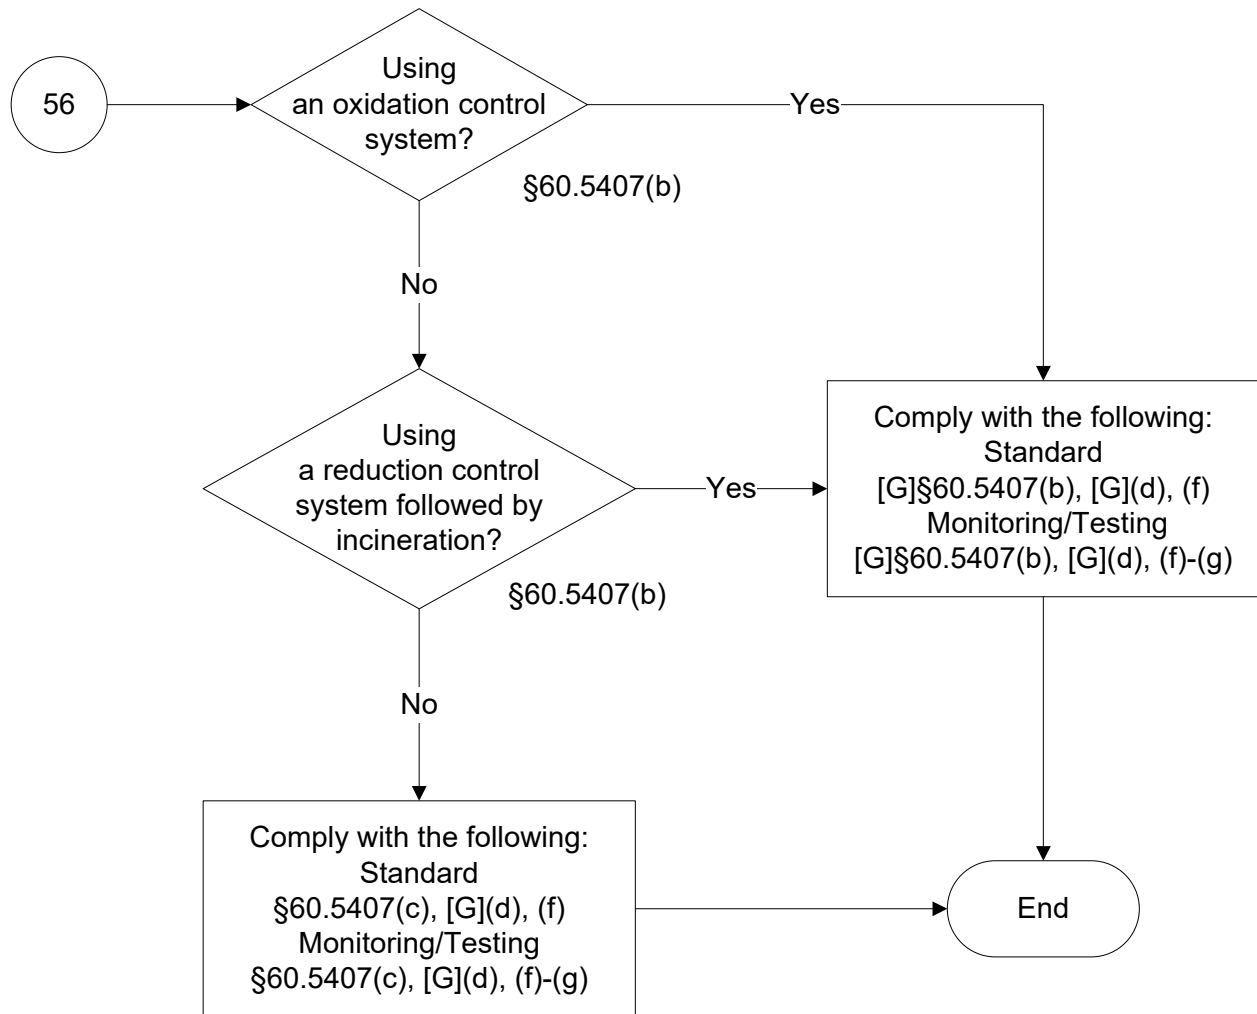 56
Using
an oxidation control
system?
Yes
§60.5407(b)
No
Using
a reduction control
system followed by
incineration?
Yes
§60.5407(b)
Comply with the following:
Standard
[G]§60.5407(b), [G](d), (f)
Monitoring/Testing
[G]§60.5407(b), [G](d), (f)-(g)
No
Comply with the following:
Standard
§60.5407(c), [G](d), (f)
Monitoring/Testing
§60.5407(c), [G](d), (f)-(g)
End